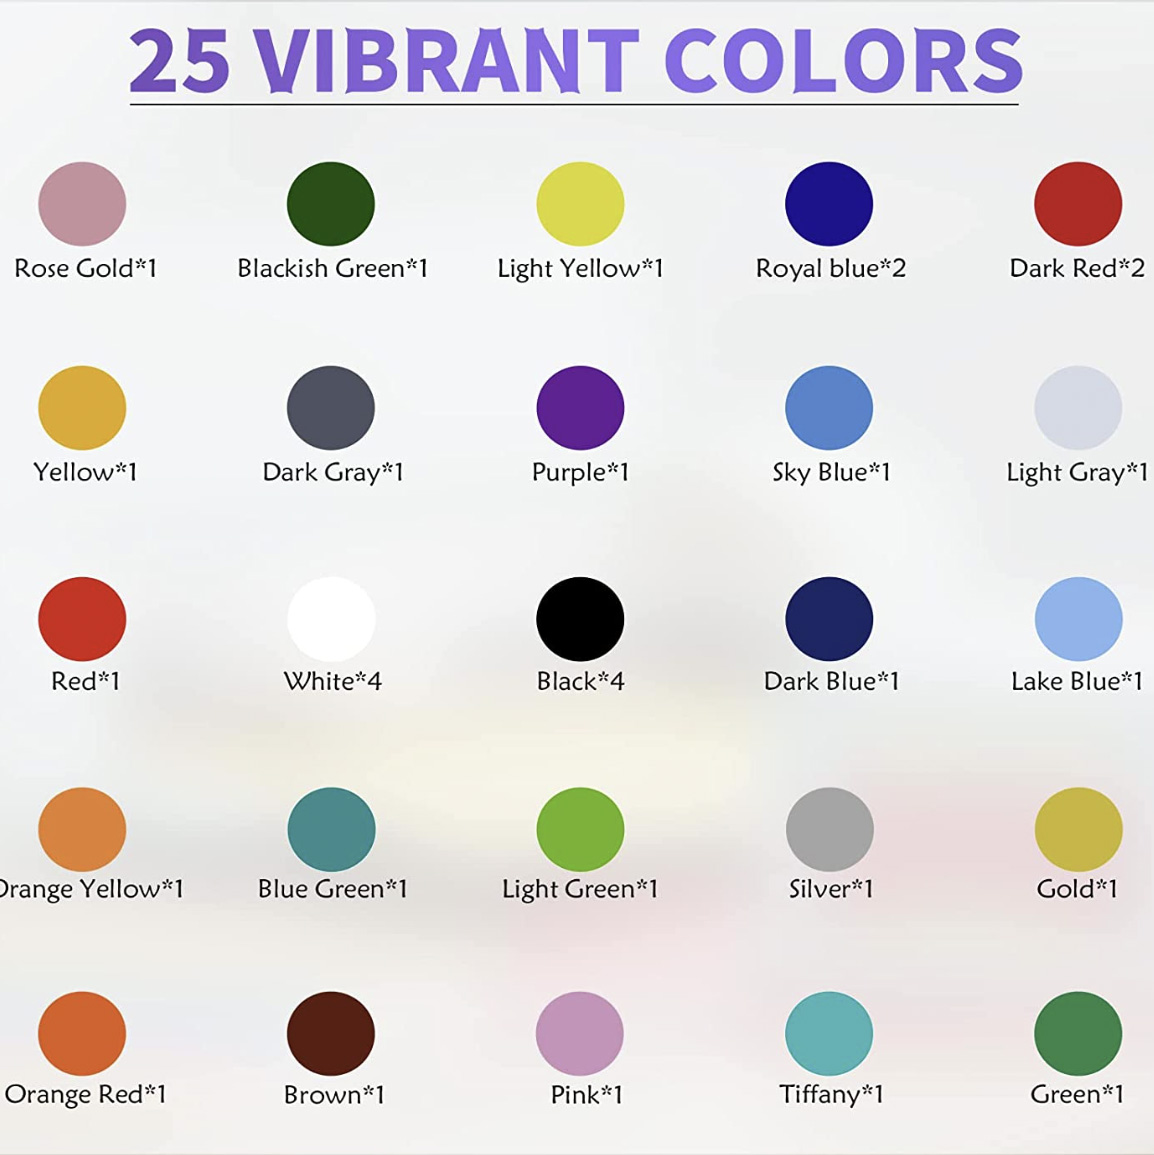 25 VIBRANT COLORS
Rose Gold*1 Blackish Green*1 Light Yellow*1 Royal blue*2 Dark Red*2
Yellow*1 Dark Gray*1 Purple*1 Sky Blue*1 Light Gray*1
Red*1 White*4 Black*4 Dark Blue*1 Lake Blue*1
Orange Yellow*1 Blue Green*1 Light Green*1 Silver*1 Gold*1
Orange Red*1 Brown*1 Pink*1 Tiffany*1 Green*1